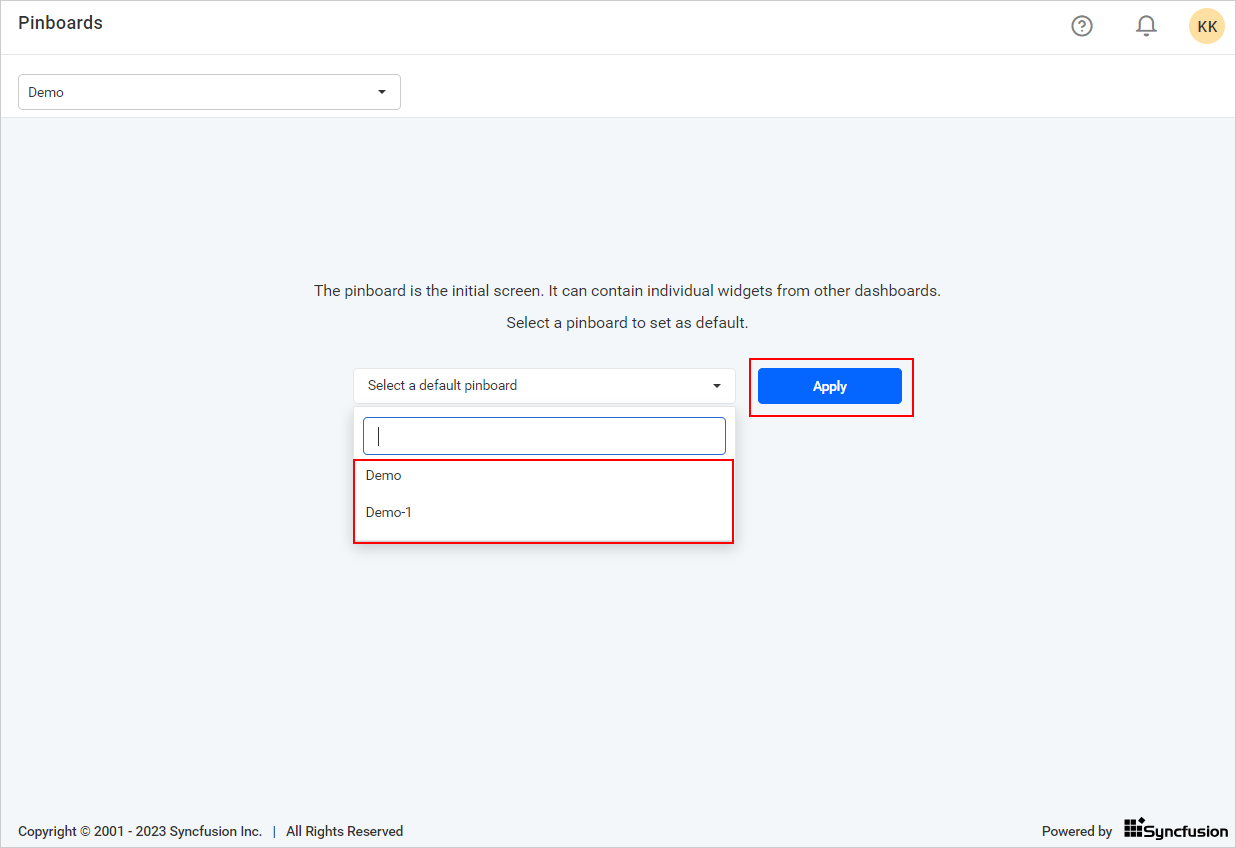 Pinboards
KK
Demo
The pinboard is the initial screen. It can contain individual widgets from other dashboards.
Select a pinboard to set as default.
Select a default pinboard
Apply
Demo
Demo-1
Copyright © 2001 - 2023 Syncfusion Inc. | All Rights Reserved
Powered by Syncfusion